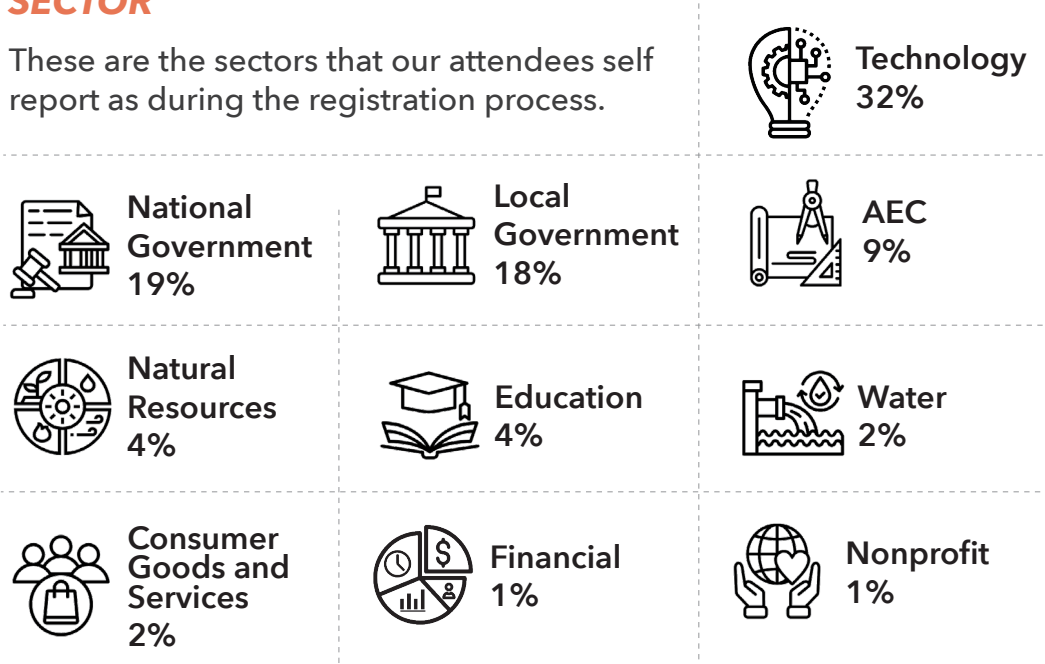 SECTOR
These are the sectors that our attendees self
report as during the registration process.
Technology
32%
National
Government
19%
Local
Government
18%
AEC
9%
Natural
Resources
4%
Education
4%
Water
2%
Consumer
Goods and
Services
2%
$
Financial
1%
Nonprofit
1%